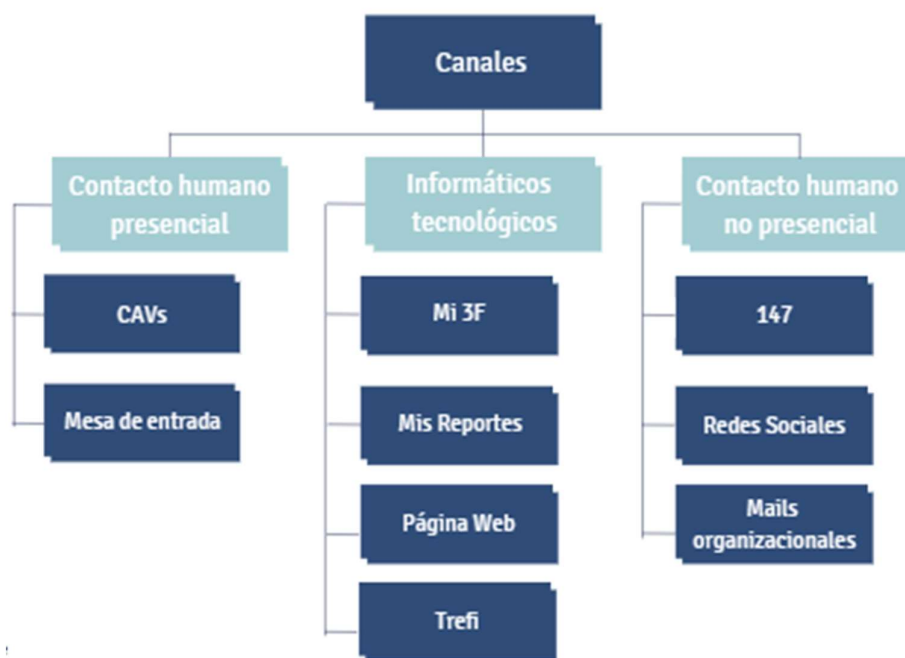 Canales
Contacto humano
presencial
CAVs
Mesa de entrada
Informáticos
tecnológicos
Mi 3F
Mis Reportes
Página Web
Trefi
Contacto humano
no presencial
147
Redes Sociales
Mails
organizacionales